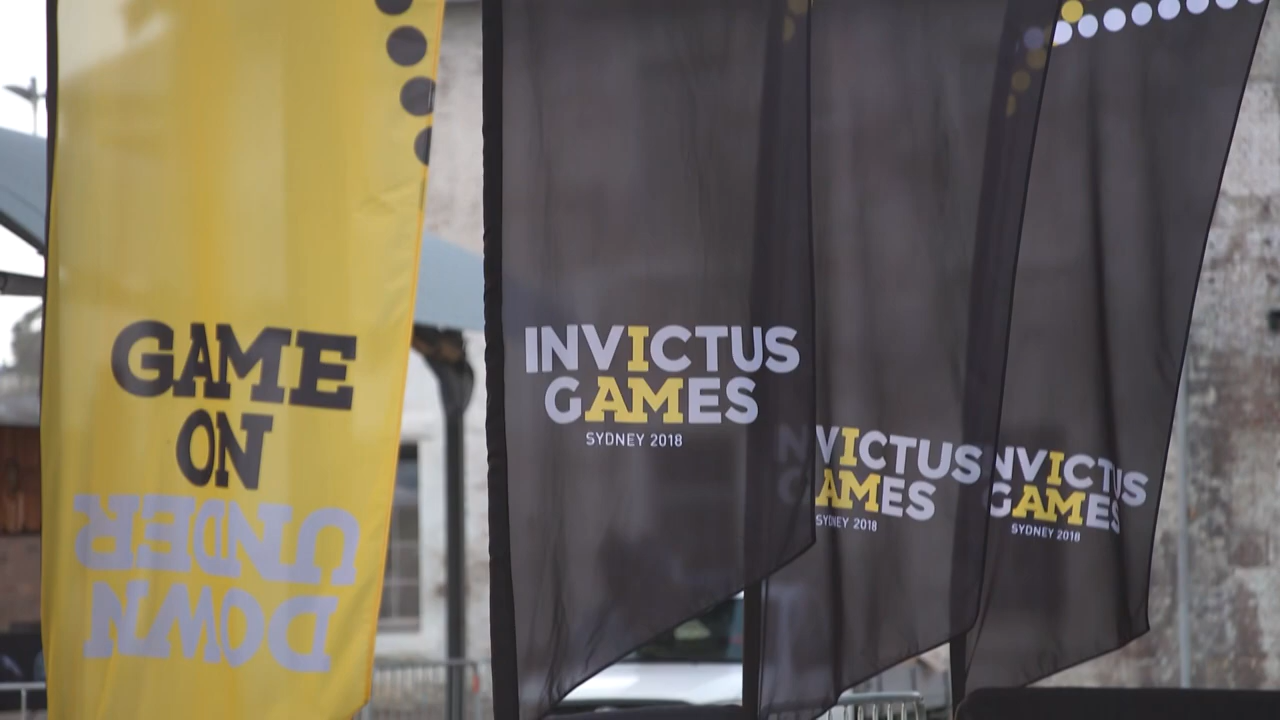 GAME
ON
UNDER
DOWN
INVICTUS
GAMES
SYDNEY 2018
INVICTUS
GAMES
SYDNEY 2018
INVICTUS
GAMES
SYDNEY 2018